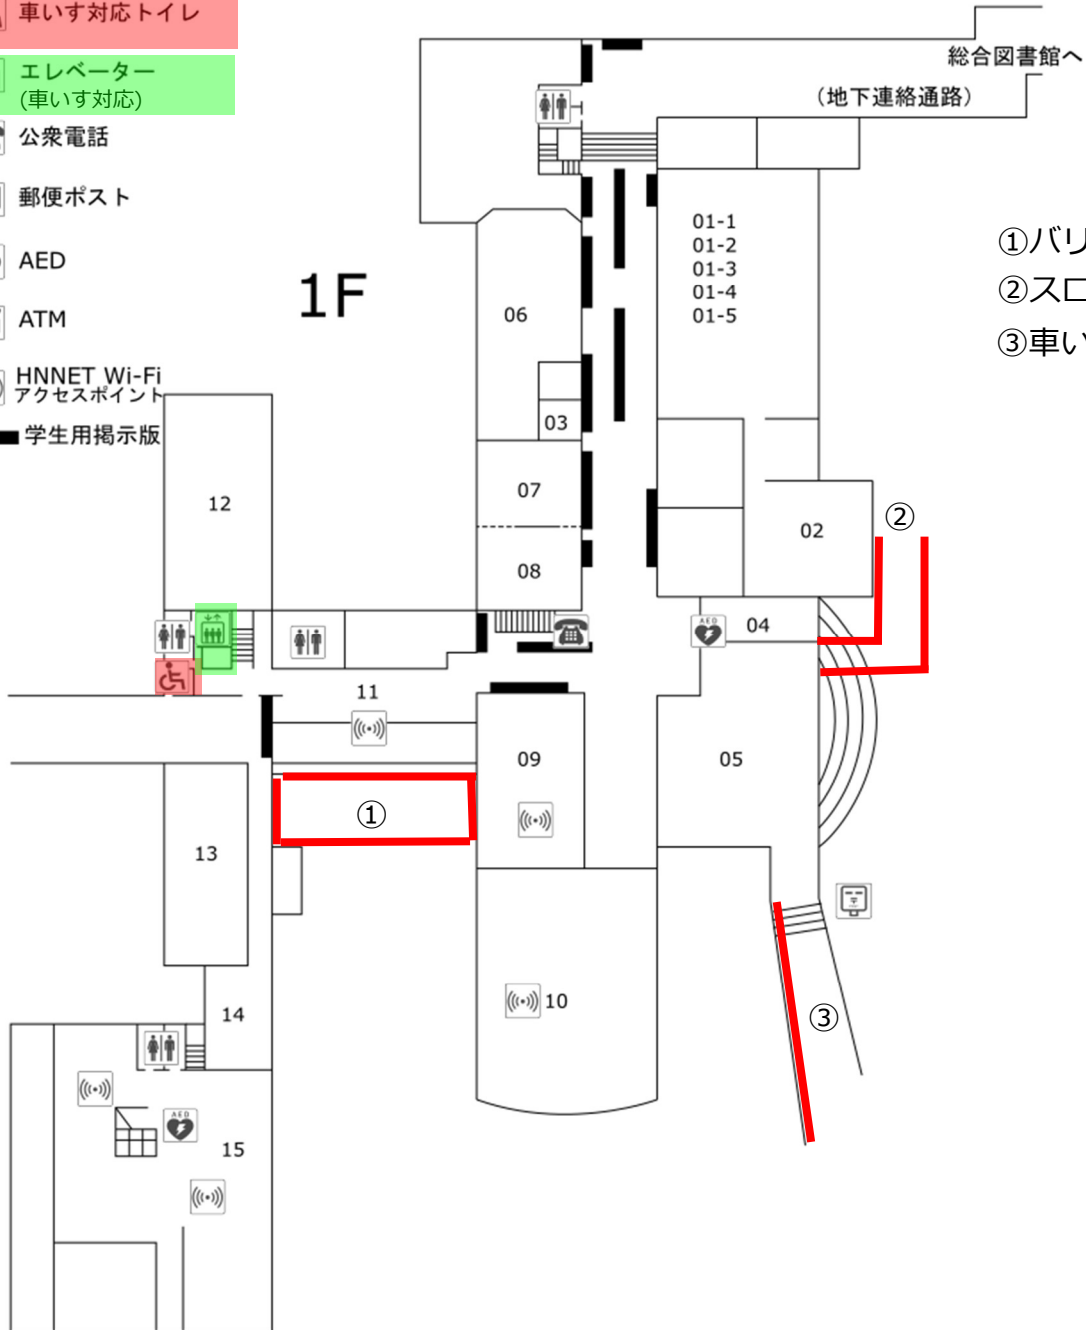 車いす対応トイレ
エレベーター
(車いす対応)
公衆電話
郵便ポスト
AED
ATM
HNNET Wi-Fi
アクセスポイント
学生用掲示版
1F
総合図書館へ
（地下連絡通路）
01-1
01-2
01-3
01-4
01-5
①バリ
②スロ
③車い
06
03
07
08
12
02
②
AED
04
11
09
05
①
13
10
14
③
AED
15